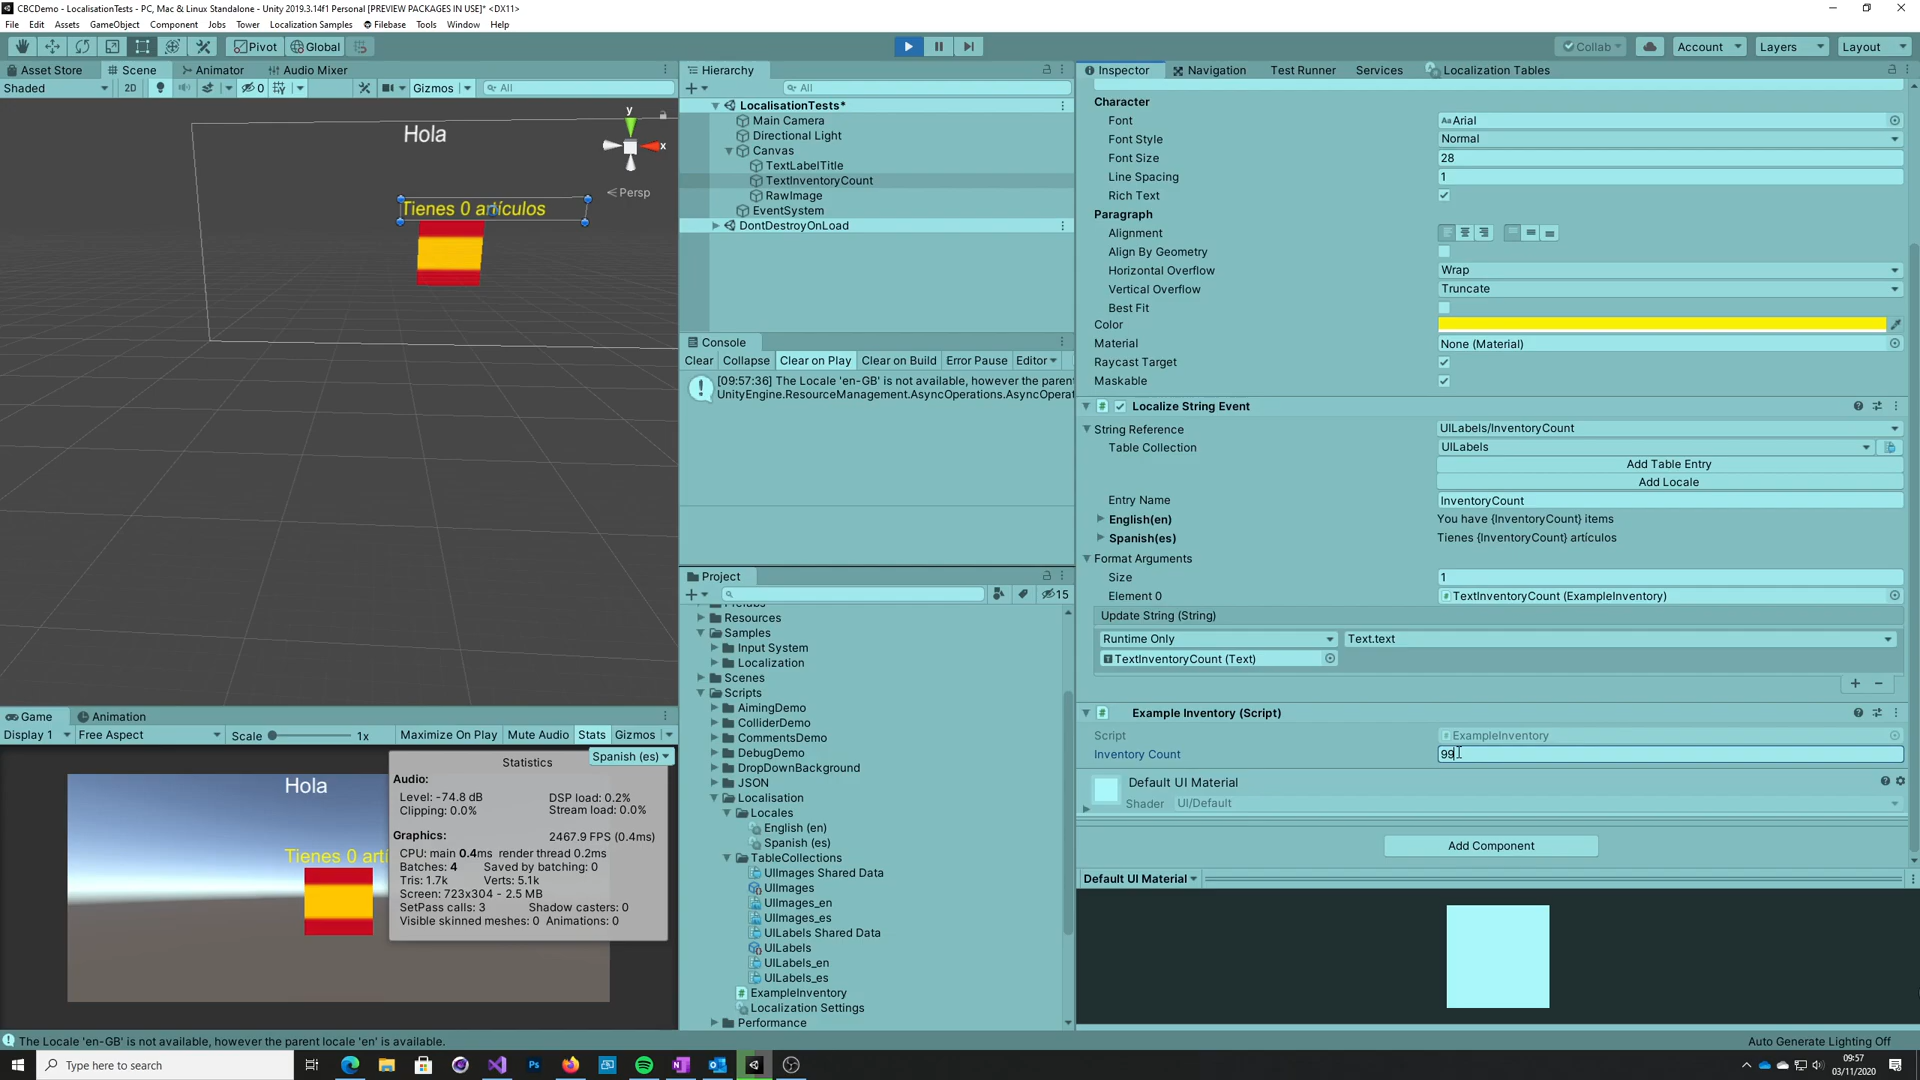 CBCDemo - LocalisationTests - PC, Mac & Linux Standalone - Unity 2019.3.14f1 Personal [PREVIEW PACKAGES IN USE]* <DX11>
File Edit Assets GameObject Component Jobs Tower Localization Samples Filebase Tools Window Help
Pivot Global Collab Account Layers Layout
Asset Store Scene Animator Audio Mixer
Shaded 2D 0 Gizmos All
Hola
y
x
Persp
Tienes 0 artículos
Hierarchy
All
LocalisationTests*
Main Camera
Directional Light
Canvas
TextLabelTitle
TextInventoryCount
RawImage
EventSystem
DontDestroyOnLoad
Console
Clear Collapse Clear on Play Clear on Build Error Pause Editor
[09:57:36] The Locale 'en-GB' is not available, however the parent
UnityEngine.ResourceManagement.AsyncOperations.AsyncOperat
Project
15
Prefabs
Resources
Samples
Input System
Localization
Scenes
Scripts
AimingDemo
ColliderDemo
CommentsDemo
DebugDemo
DropDownBackground
JSON
Localisation
Locales
English (en)
Spanish (es)
TableCollections
UIImages Shared Data
UIImages
UIImages_en
UIImages_es
UILabels Shared Data
UILabels
UILabels_en
UILabels_es
ExampleInventory
Localization Settings
Performance
Inspector Navigation Test Runner Services Localization Tables
Character
Font Arial
Font Style Normal
Font Size 28
Line Spacing 1
Rich Text
Paragraph
Alignment
Align By Geometry
Horizontal Overflow Wrap
Vertical Overflow Truncate
Best Fit
Color
Material None (Material)
Raycast Target
Maskable
Localize String Event
String Reference UILabels/InventoryCount
Table Collection UILabels
Add Table Entry
Add Locale
Entry Name InventoryCount
English(en) You have {InventoryCount} items
Spanish(es) Tienes {InventoryCount} artículos
Format Arguments
Size 1
Element 0 TextInventoryCount (ExampleInventory)
Update String (String)
Runtime Only Text.text
TextInventoryCount (Text)
Example Inventory (Script)
Script ExampleInventory
Inventory Count 99
Default UI Material
Shader UI/Default
Add Component
Default UI Material
Game Animation
Display 1 Free Aspect Scale 1x Maximize On Play Mute Audio Stats Gizmos
Hola
Tienes 0 artí
Statistics Spanish (es)
Audio:
Level: -74.8 dB DSP load: 0.2%
Clipping: 0.0% Stream load: 0.0%
Graphics: 2467.9 FPS (0.4ms)
CPU: main 0.4ms render thread 0.2ms
Batches: 4 Saved by batching: 0
Tris: 1.7k Verts: 5.1k
Screen: 723x304 - 2.5 MB
SetPass calls: 3 Shadow casters: 0
Visible skinned meshes: 0 Animations: 0
The Locale 'en-GB' is not available, however the parent locale 'en' is available.
Auto Generate Lighting Off
Type here to search
09:57
03/11/2020